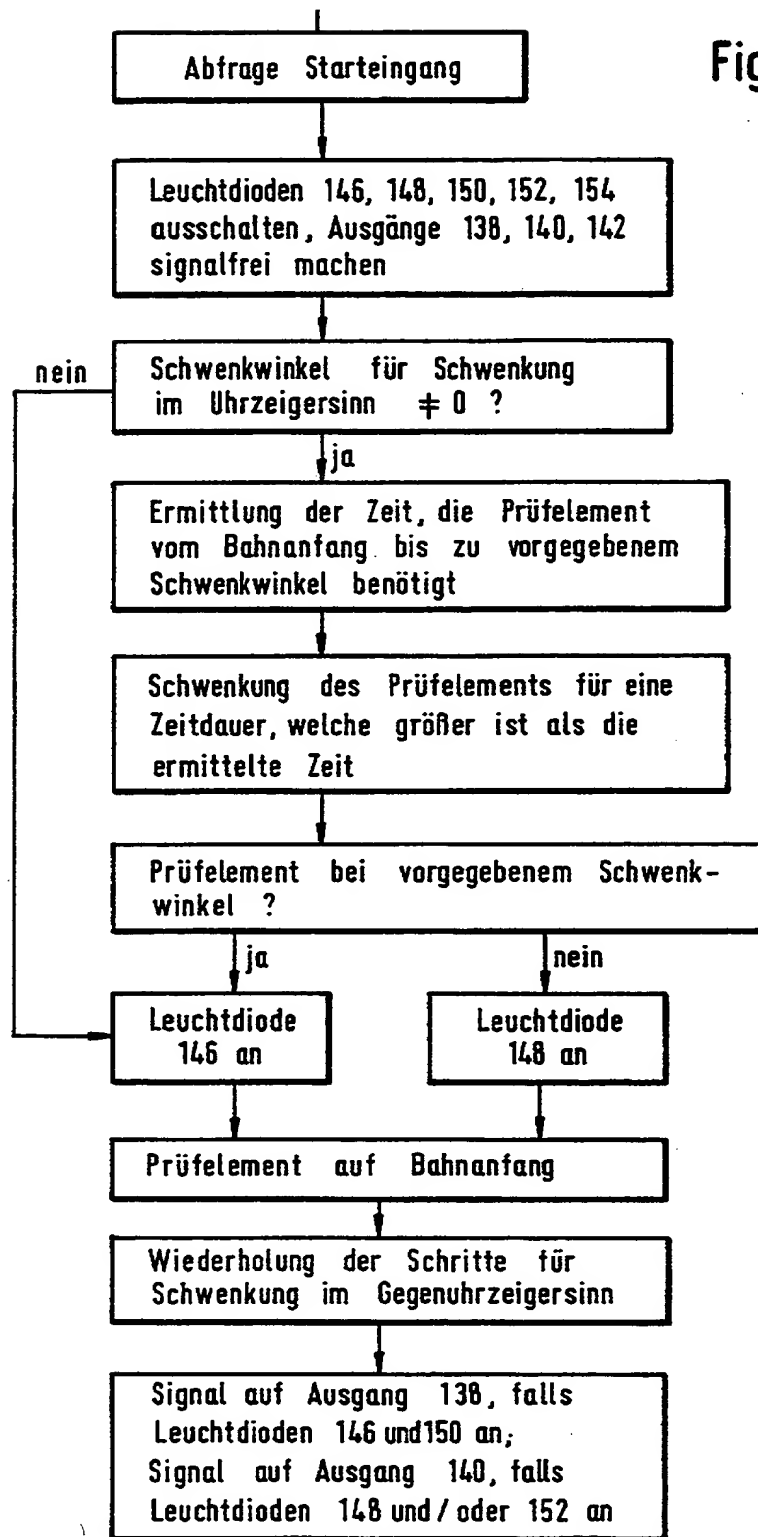 Fig
Abfrage Starteingang
Leuchtdioden 146, 148, 150, 152, 154
ausschalten, Ausgänge 138, 140, 142
signalfrei machen
nein
Schwenkwinkel für Schwenkung
im Uhrzeigersinn ≠ 0 ?
ja
Ermittlung der Zeit, die Prüfelement
vom Bahnanfang bis zu vorgegebenem
Schwenkwinkel benötigt
Schwenkung des Prüfelements für eine
Zeitdauer, welche größer ist als die
ermittelte Zeit
Prüfelement bei vorgegebenem Schwenk-
winkel ?
ja
nein
Leuchtdiode
146 an
Leuchtdiode
148 an
Prüfelement auf Bahnanfang
Wiederholung der Schritte für
Schwenkung im Gegenuhrzeigersinn
Signal auf Ausgang 138, falls
Leuchtdioden 146 und 150 an;
Signal auf Ausgang 140, falls
Leuchtdioden 148 und / oder 152 an